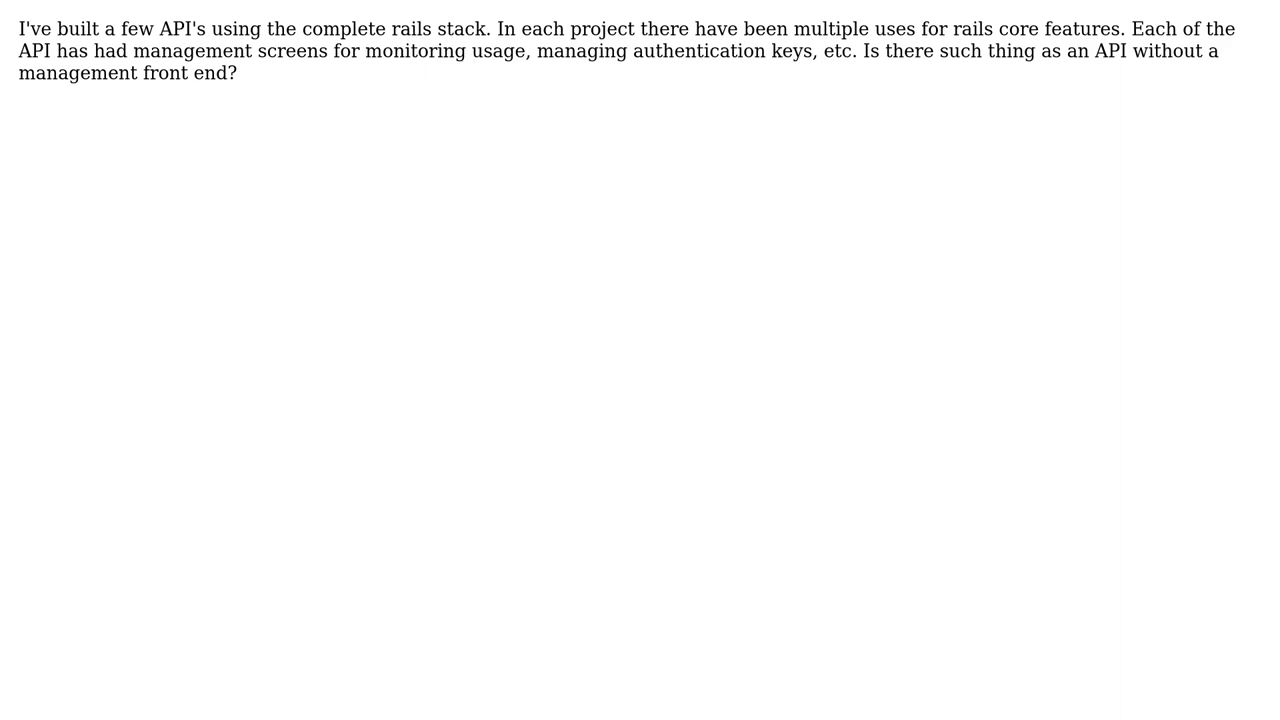 I've built a few API's using the complete rails stack. In each project there have been multiple uses for rails core features. Each of the
API has had management screens for monitoring usage, managing authentication keys, etc. Is there such thing as an API without a
management front end?